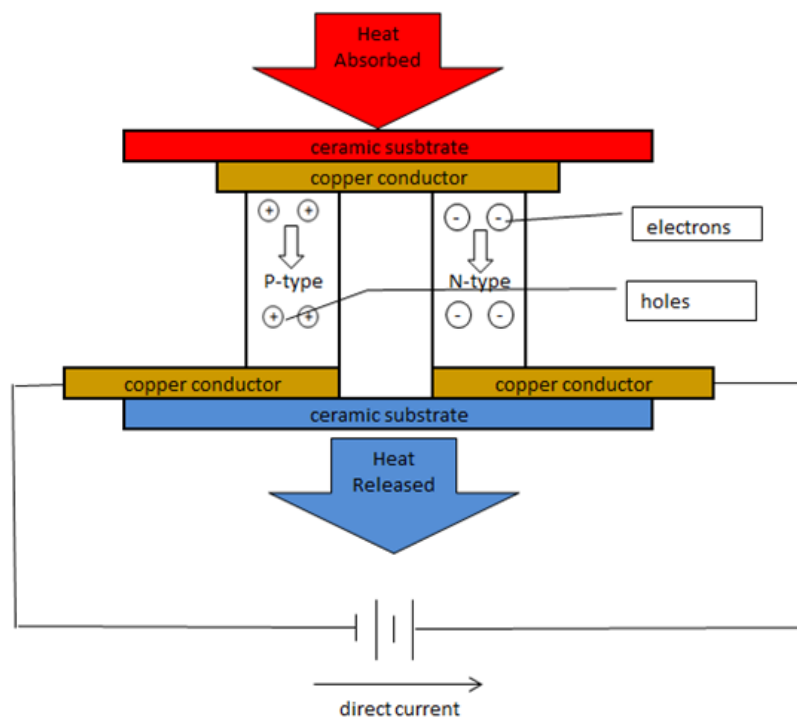 Heat
Absorbed
ceramic susbtrate
copper conductor
+ + - -
electrons
P-type N-type
holes
+ + - -
copper conductor copper conductor
ceramic substrate
Heat
Released
direct current